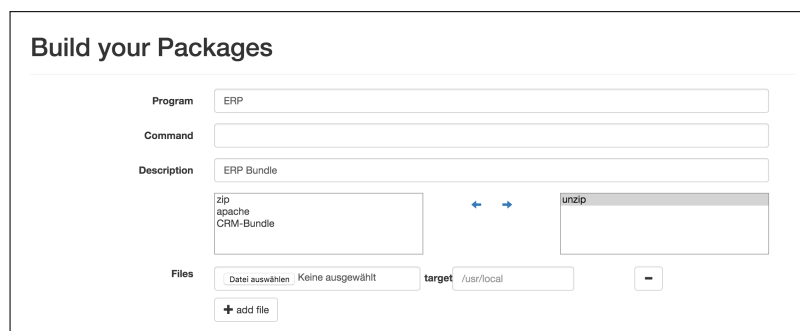 Build your Packages
Program ERP
Command
Description ERP Bundle
zip
apache
CRM-Bundle
unzip
Files Datei auswählen Keine ausgewählt target /usr/local
add file